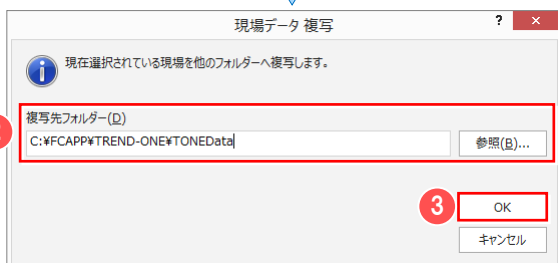 現場データ 複写
? ×
現在選択されている現場を他のフォルダーへ複写します。
複写先フォルダー(D)
C:¥FCAPP¥TREND-ONE¥TONEData
参照(B)...
3
OK
キャンセル